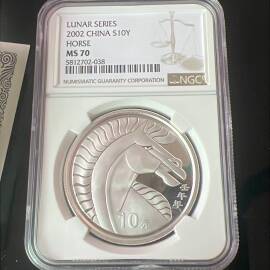 LUNAR SERIES
2002 CHINA S10Y
HORSE
MS 70
5812702-038
NUMISMATIC GUARANTY CORPORATION
NGC
壬午年
10元